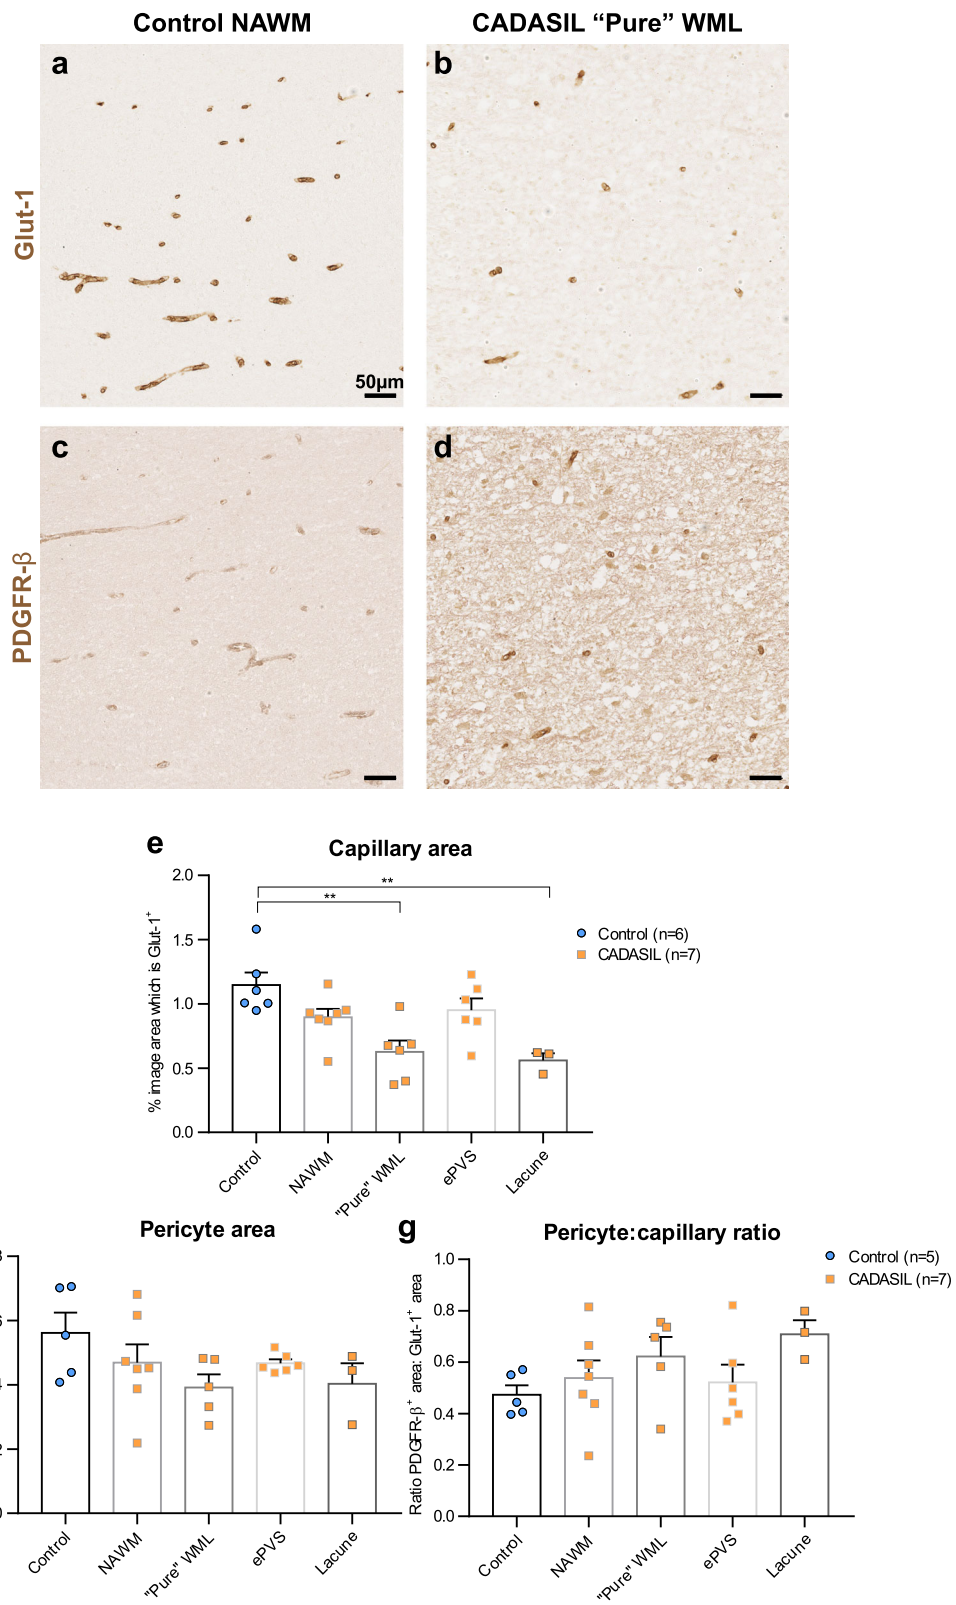 Control NAWM
CADASIL “Pure” WML
a
b
Glut-1
50µm
c
d
PDGFR-β
e
Capillary area
% image area which is Glut-1⁺
2.0
1.5
1.0
0.5
0.0
**
**
Control (n=6)
CADASIL (n=7)
Control
NAWM
"Pure" WML
ePVS
Lacune
Pericyte area
6
4
2
Control
NAWM
"Pure" WML
ePVS
Lacune
g
Pericyte:capillary ratio
Ratio PDGFR-β⁺ area: Glut-1⁺ area
1.0
0.8
0.6
0.4
0.2
0.0
Control (n=5)
CADASIL (n=7)
Control
NAWM
"Pure" WML
ePVS
Lacune